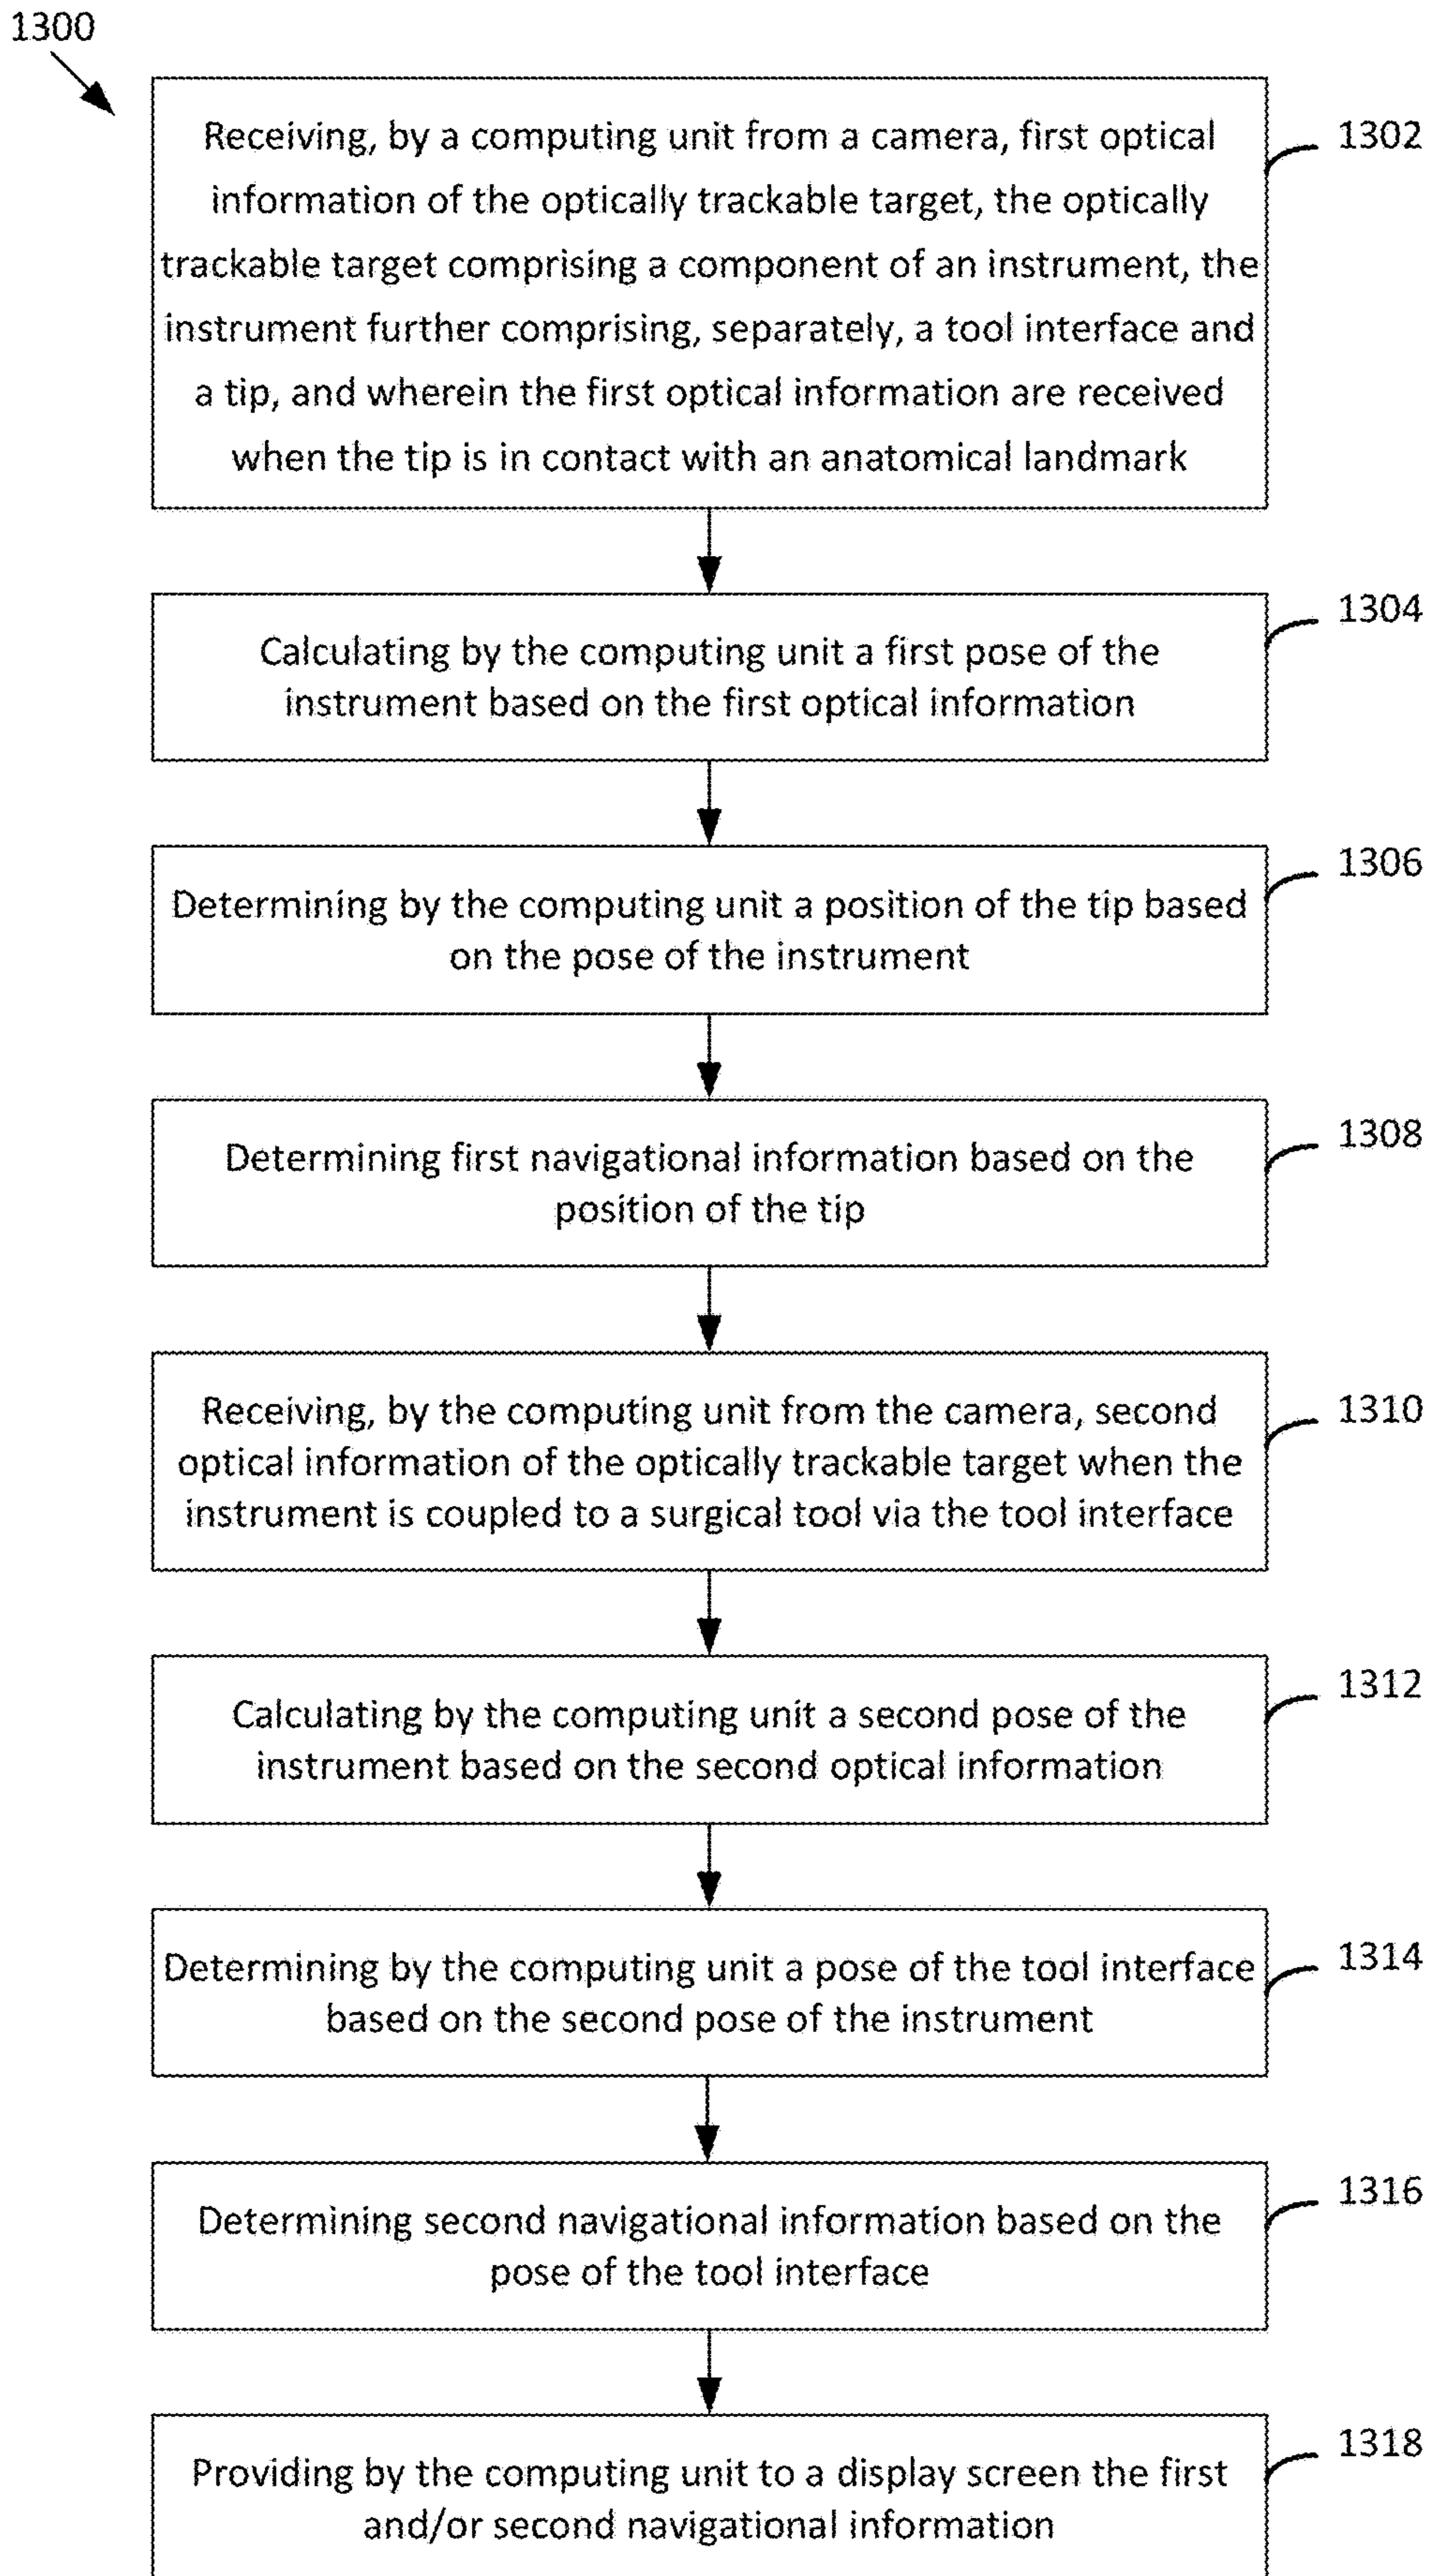 1300
Receiving, by a computing unit from a camera, first optical
information of the optically trackable target, the optically
trackable target comprising a component of an instrument, the
instrument further comprising, separately, a tool interface and
a tip, and wherein the first optical information are received
when the tip is in contact with an anatomical landmark
1302
Calculating by the computing unit a first pose of the
instrument based on the first optical information
1304
Determining by the computing unit a position of the tip based
on the pose of the instrument
1306
Determining first navigational information based on the
position of the tip
1308
Receiving, by the computing unit from the camera, second
optical information of the optically trackable target when the
instrument is coupled to a surgical tool via the tool interface
1310
Calculating by the computing unit a second pose of the
instrument based on the second optical information
1312
Determining by the computing unit a pose of the tool interface
based on the second pose of the instrument
1314
Determining second navigational information based on the
pose of the tool interface
1316
Providing by the computing unit to a display screen the first
and/or second navigational information
1318